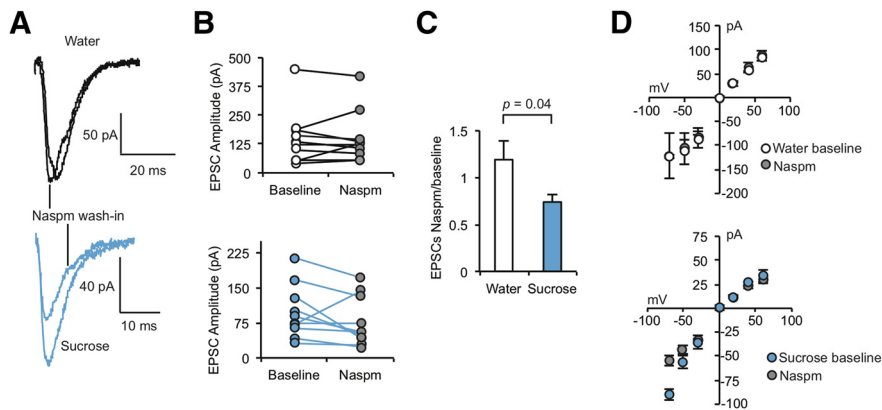 A
Water
50 pA
20 ms
Naspm wash-in
40 pA
10 ms
Sucrose
B
EPSC Amplitude (pA)
500
375
250
125
0
Baseline Naspm
EPSC Amplitude (pA)
225
150
75
0
Baseline Naspm
C
p = 0.04
EPSCs Naspm/baseline
1.5
1
0.5
0
Water Sucrose
D
pA
150
100
50
mV
-100 -50 50 100
-50
-100
-150
-200
Water baseline
Naspm
pA
75
50
25
mV
-100 -50 50 100
-25
-50
-75
-100
Sucrose baseline
Naspm